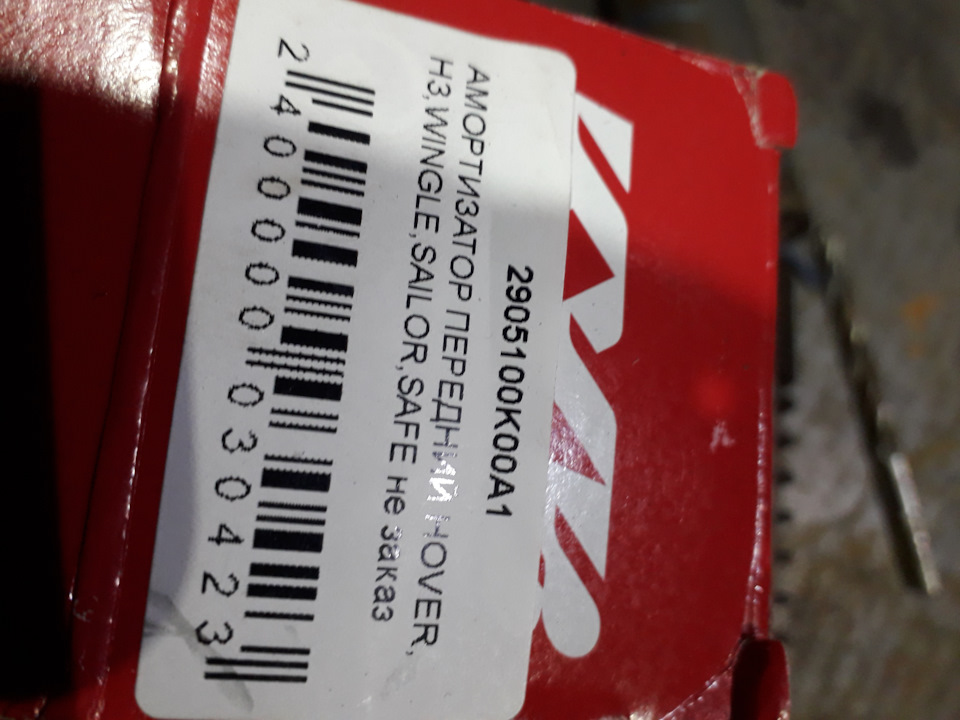 2905100K00A1
АМОРТИЗАТОР ПЕРЕДНИЙ HOVER,
H3,WINGLE,SAILOR,SAFE не заказ
2400000030423